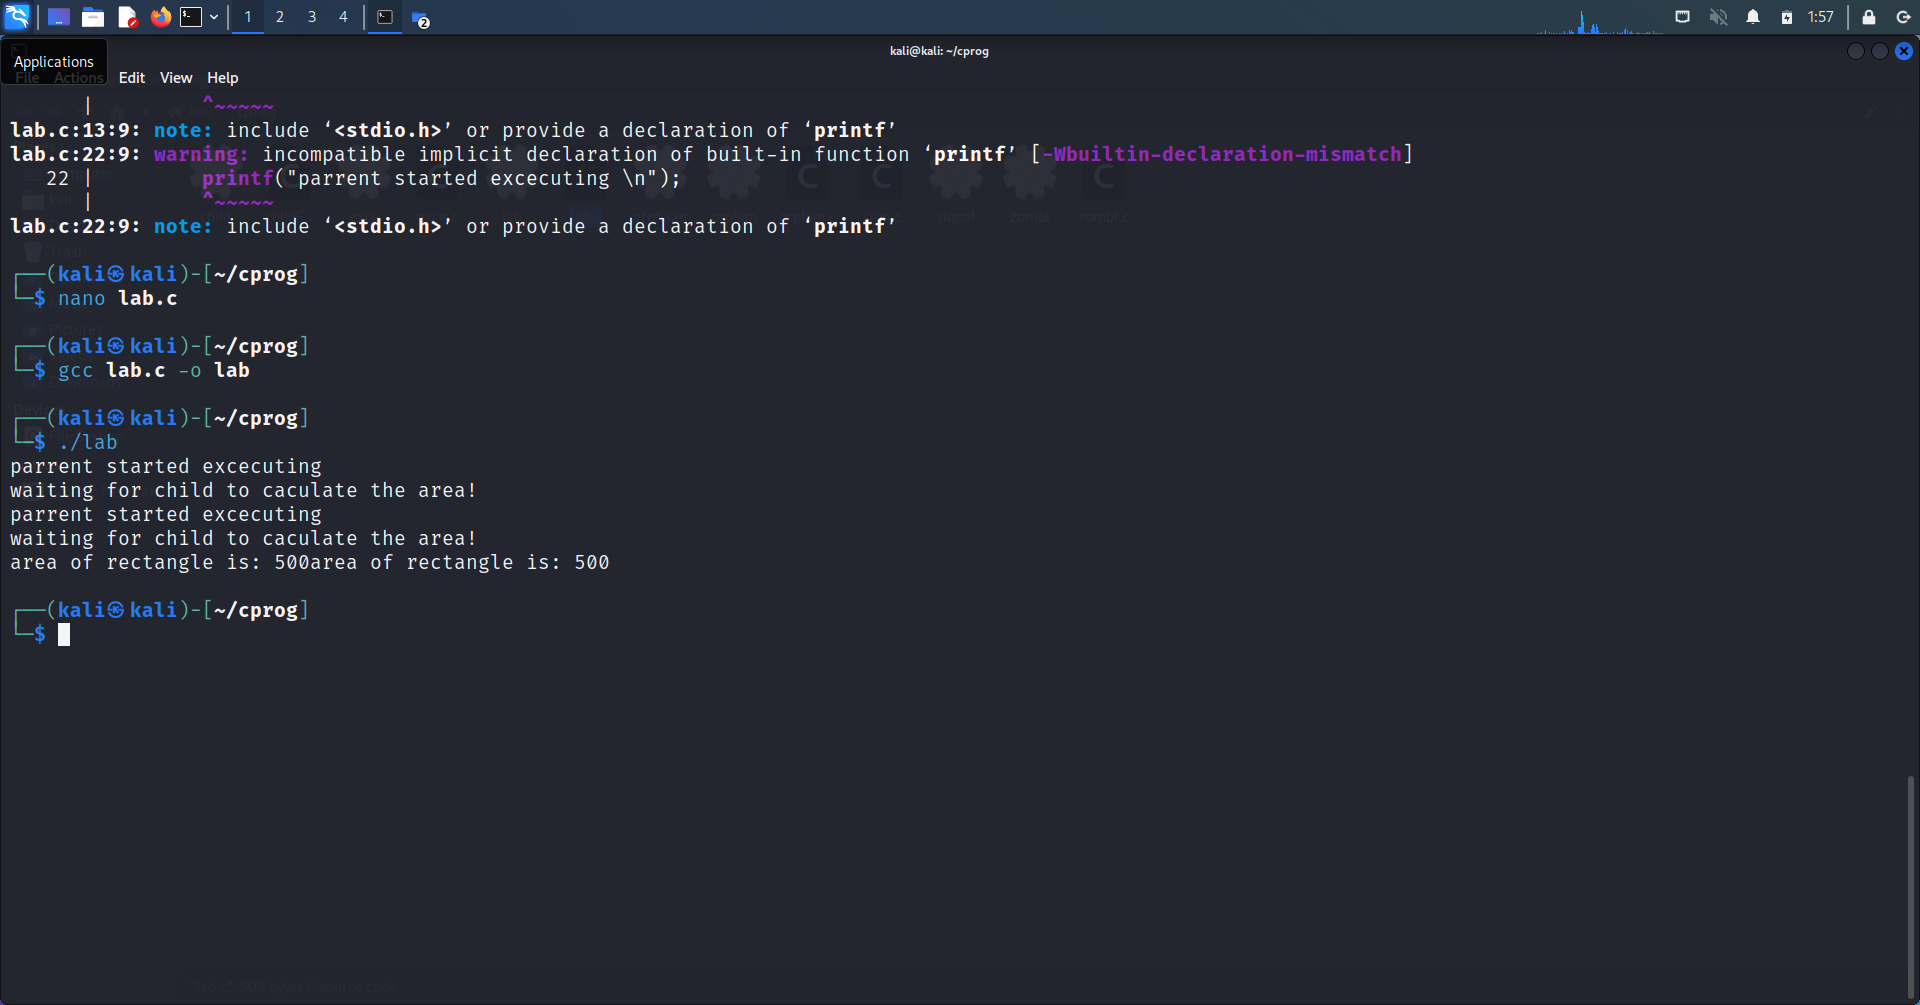 1 2 3 4 2 1:57
kali@kali: ~/cprog
Applications
File Actions Edit View Help
| ^~~~~~
lab.c:13:9: note: include ‘<stdio.h>’ or provide a declaration of ‘printf’
lab.c:22:9: warning: incompatible implicit declaration of built-in function ‘printf’ [-Wbuiltin-declaration-mismatch]
22 | printf("parrent started excecuting \n");
| ^~~~~~
lab.c:22:9: note: include ‘<stdio.h>’ or provide a declaration of ‘printf’
┌──(kali㉿kali)-[~/cprog]
└─$ nano lab.c
┌──(kali㉿kali)-[~/cprog]
└─$ gcc lab.c -o lab
┌──(kali㉿kali)-[~/cprog]
└─$ ./lab
parrent started excecuting
waiting for child to caculate the area!
parrent started excecuting
waiting for child to caculate the area!
area of rectangle is: 500area of rectangle is: 500
┌──(kali㉿kali)-[~/cprog]
└─$